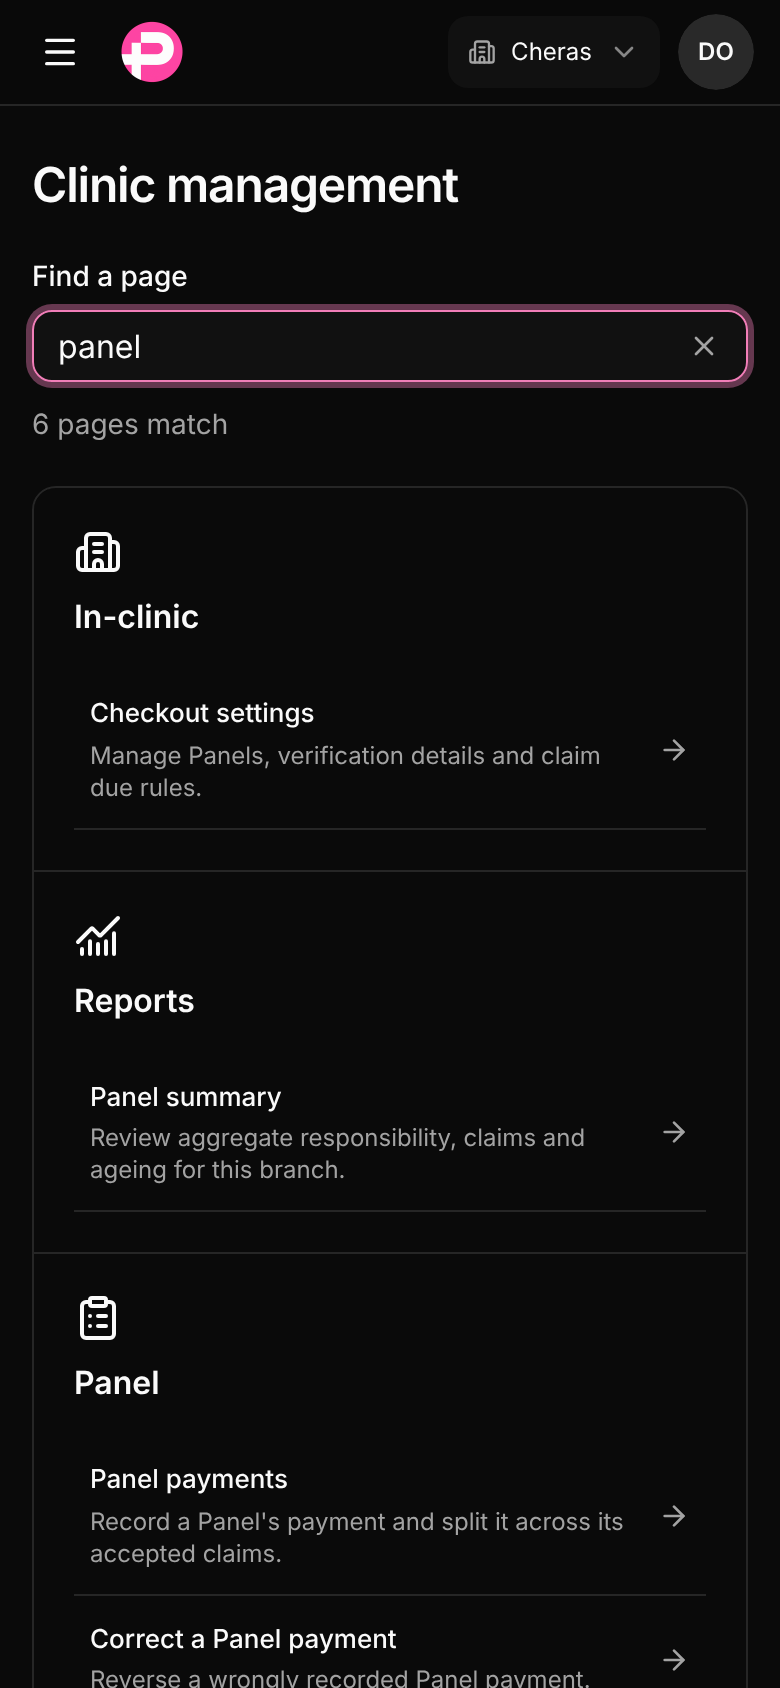 Cheras
DO
Clinic management
Find a page
panel
6 pages match
In-clinic
Checkout settings
Manage Panels, verification details and claim
due rules.
Reports
Panel summary
Review aggregate responsibility, claims and
ageing for this branch.
Panel
Panel payments
Record a Panel's payment and split it across its
accepted claims.
Correct a Panel payment
Reverse a wrongly recorded Panel payment.